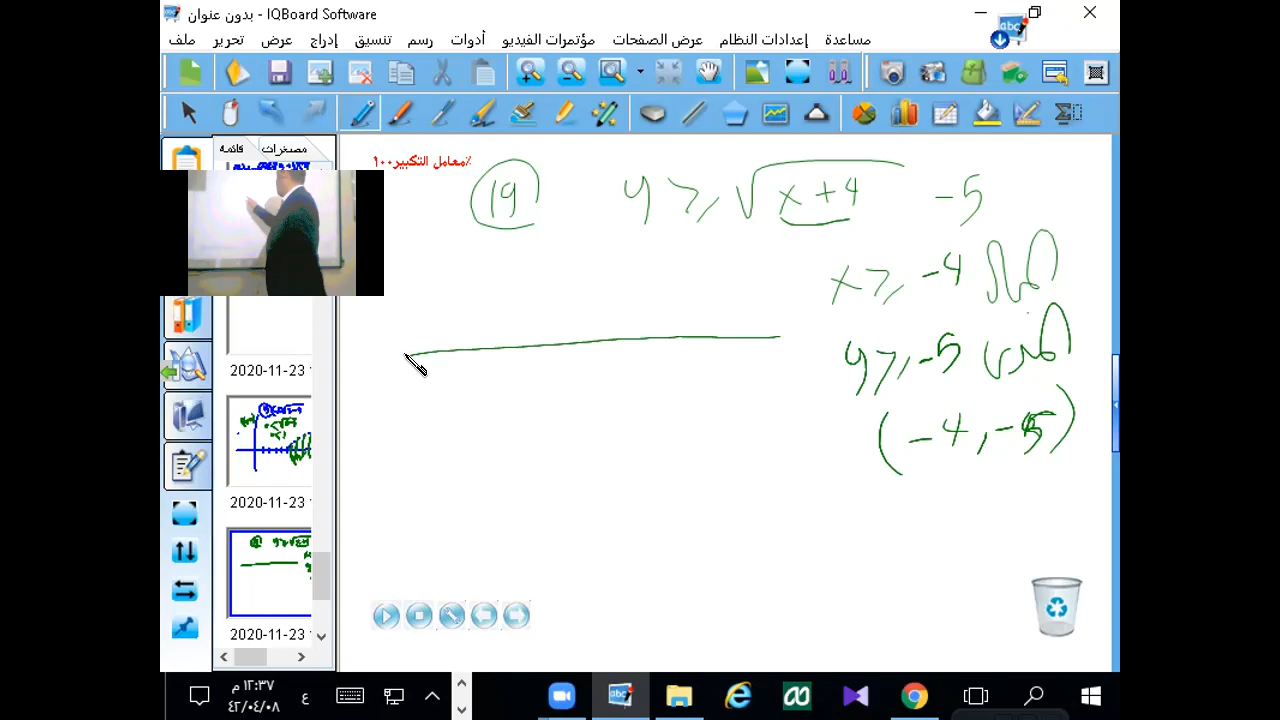 بدون عنوان - IQBoard Software
ملف تحرير عرض إدراج تنسيق رسم أدوات مؤتمرات الفيديو عرض الصفحات إعدادات النظام مساعدة
قائمة مصغرات
معامل التكبير١٠٠٪
19 y ≥ √x+4 -5
x ≥ -4 المجال
y ≥ -5 المدى
(-4, -5)
2020-11-23
2020-11-23
2020-11-23
١٢:٣٧ م
٤٢/٠٤/٠٨
ع
abc